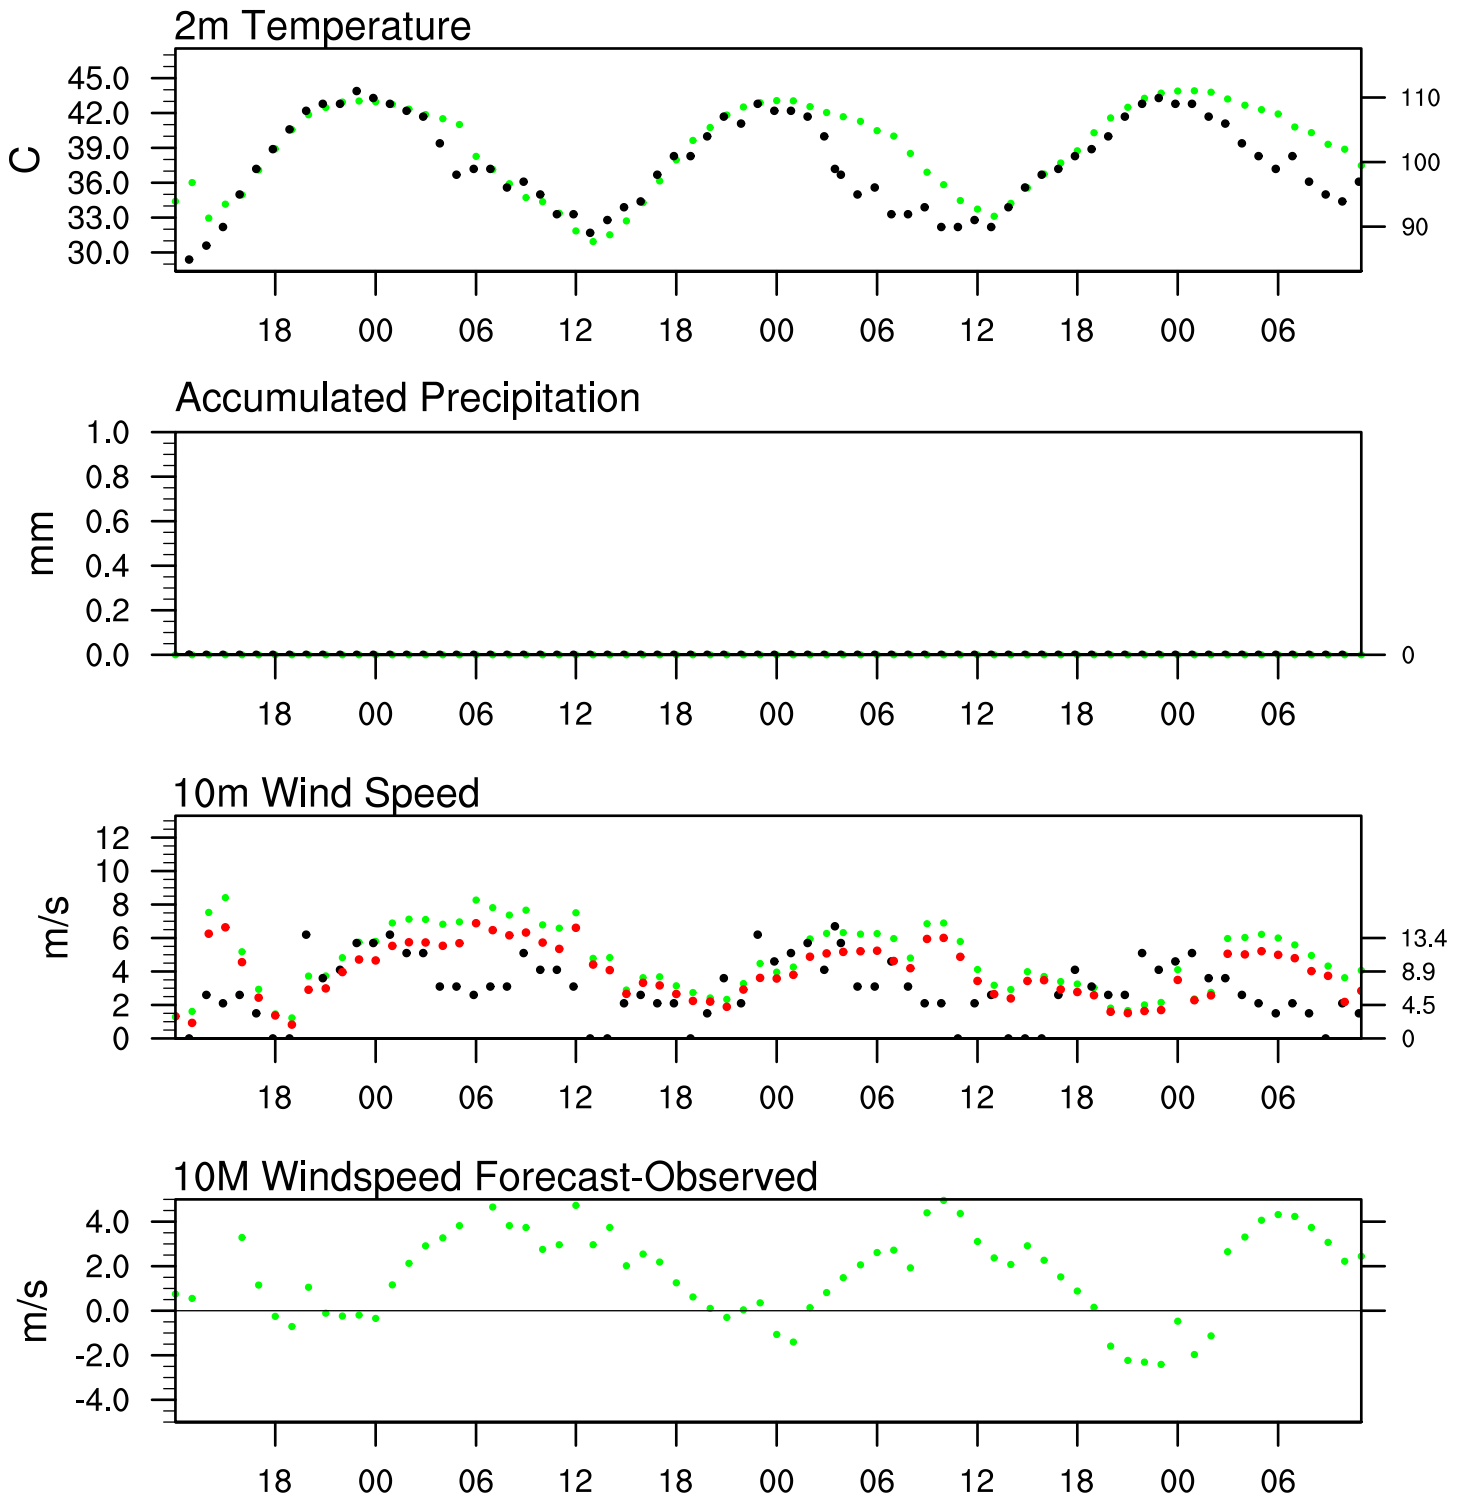 2m Temperature
45.0
42.0
39.0
36.0
33.0
30.0
C
110
100
90
18 00 06 12 18 00 06 12 18 00 06
Accumulated Precipitation
1.0
0.8
0.6
0.4
0.2
0.0
mm
0
18 00 06 12 18 00 06 12 18 00 06
10m Wind Speed
12
10
8
6
4
2
0
m/s
13.4
8.9
4.5
0
18 00 06 12 18 00 06 12 18 00 06
10M Windspeed Forecast-Observed
4.0
2.0
0.0
-2.0
-4.0
m/s
18 00 06 12 18 00 06 12 18 00 06